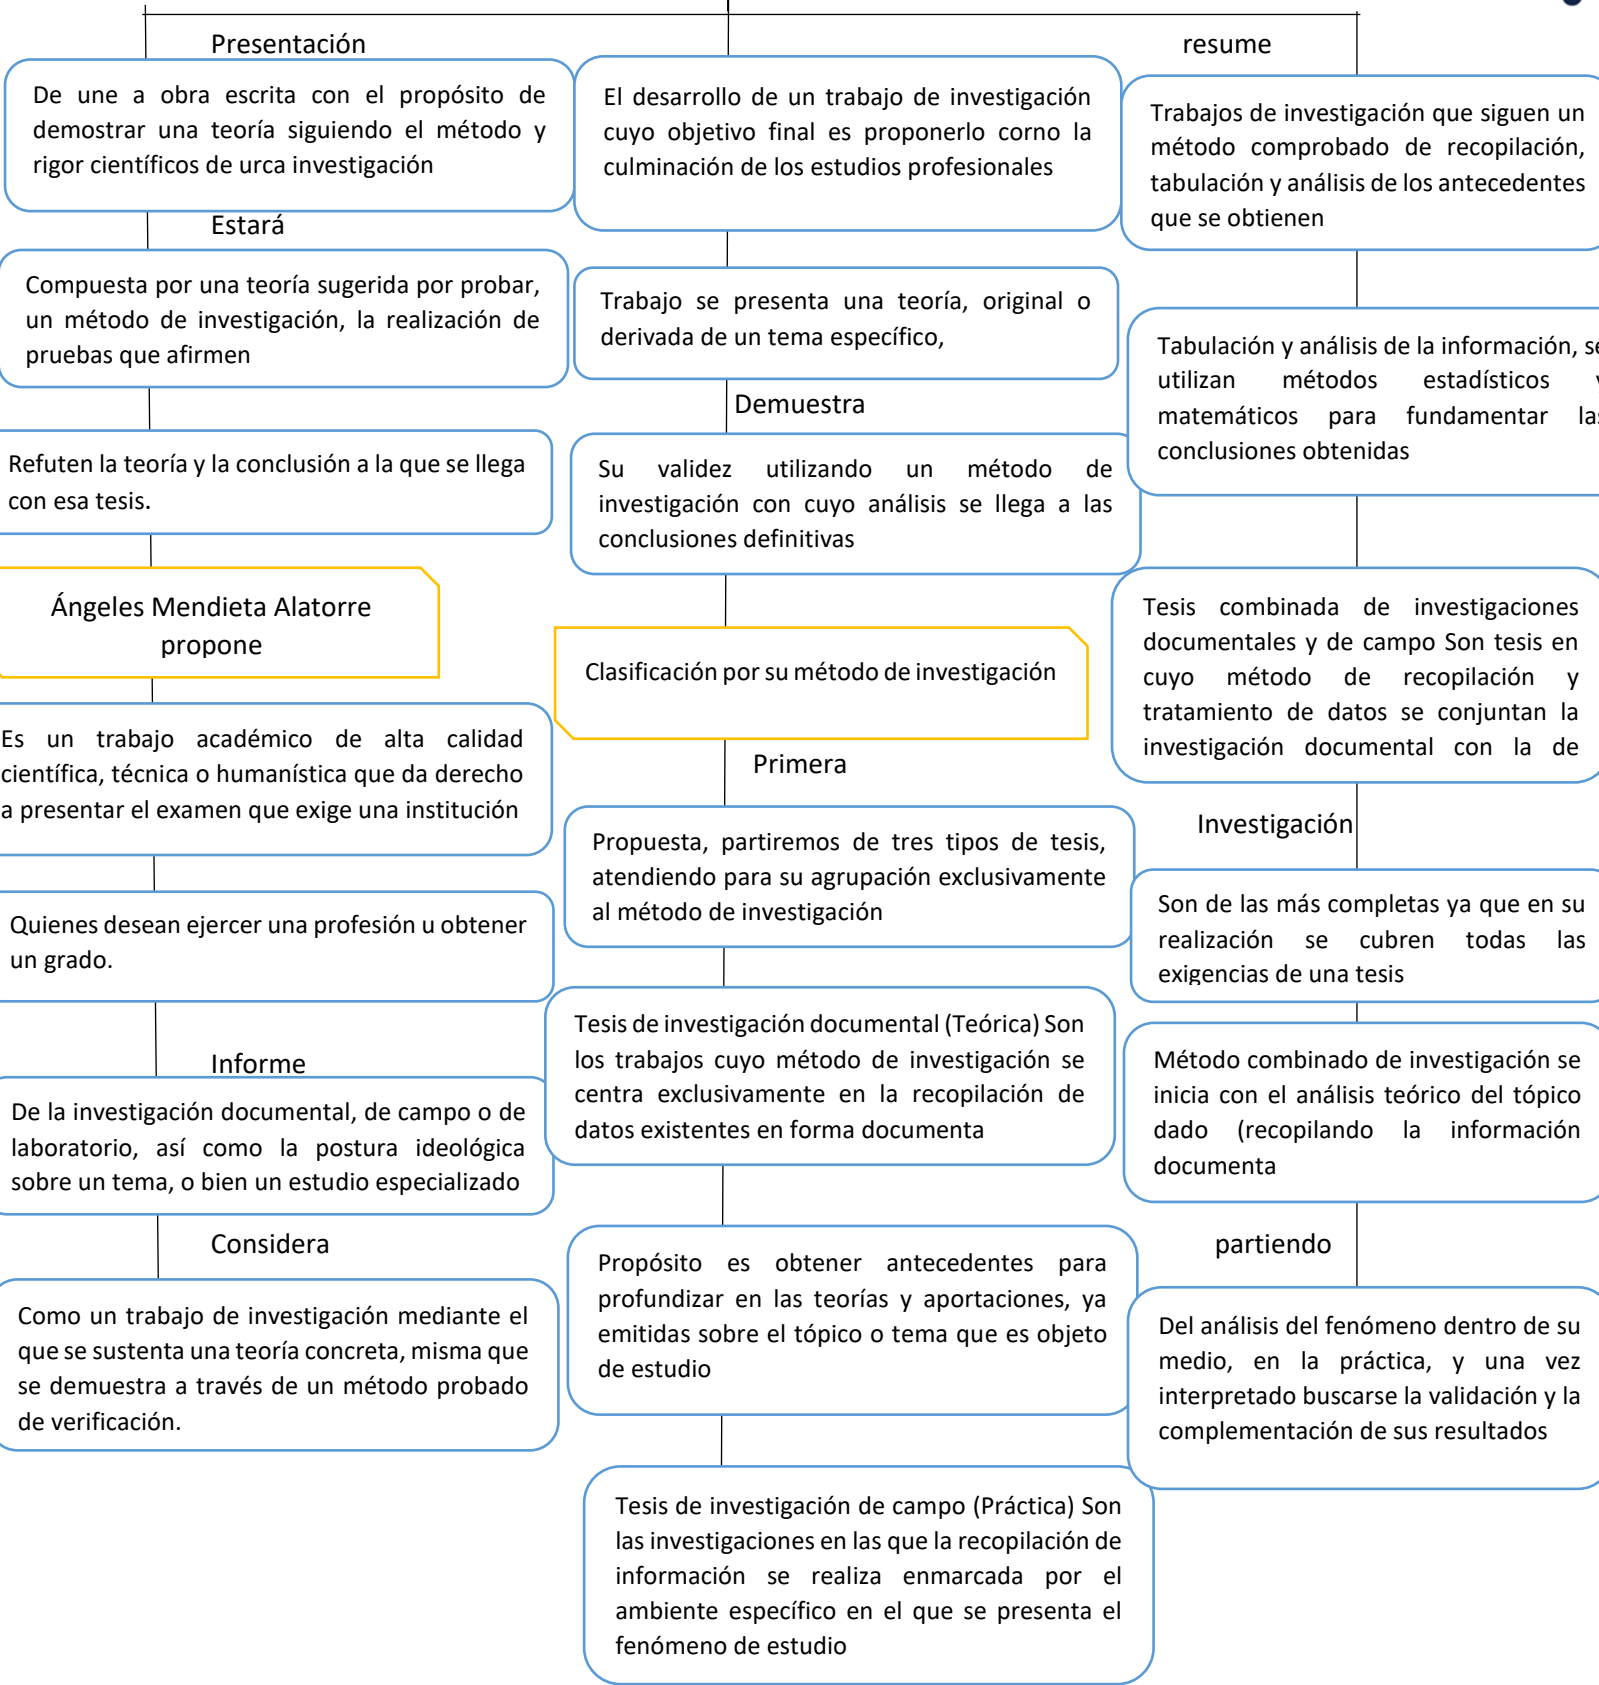 Presentación
De une a obra escrita con el propósito de
demostrar una teoría siguiendo el método y
rigor científicos de urca investigación
Estará
Compuesta por una teoría sugerida por probar,
un método de investigación, la realización de
pruebas que afirmen
Refuten la teoría y la conclusión a la que se llega
con esa tesis.
Ángeles Mendieta Alatorre
propone
Es un trabajo académico de alta calidad
científica, técnica o humanística que da derecho
a presentar el examen que exige una institución
Quienes desean ejercer una profesión u obtener
un grado.
Informe
De la investigación documental, de campo o de
laboratorio, así como la postura ideológica
sobre un tema, o bien un estudio especializado
Considera
Como un trabajo de investigación mediante el
que se sustenta una teoría concreta, misma que
se demuestra a través de un método probado
de verificación.
El desarrollo de un trabajo de investigación
cuyo objetivo final es proponerlo corno la
culminación de los estudios profesionales
Trabajo se presenta una teoría, original o
derivada de un tema específico,
Demuestra
Su validez utilizando un método de
investigación con cuyo análisis se llega a las
conclusiones definitivas
Clasificación por su método de investigación
Primera
Propuesta, partiremos de tres tipos de tesis,
atendiendo para su agrupación exclusivamente
al método de investigación
Tesis de investigación documental (Teórica) Son
los trabajos cuyo método de investigación se
centra exclusivamente en la recopilación de
datos existentes en forma documenta
Propósito es obtener antecedentes para
profundizar en las teorías y aportaciones, ya
emitidas sobre el tópico o tema que es objeto
de estudio
Tesis de investigación de campo (Práctica) Son
las investigaciones en las que la recopilación de
información se realiza enmarcada por el
ambiente específico en el que se presenta el
fenómeno de estudio
resume
Trabajos de investigación que siguen un
método comprobado de recopilación,
tabulación y análisis de los antecedentes
que se obtienen
Tabulación y análisis de la información, se
utilizan métodos estadísticos y
matemáticos para fundamentar las
conclusiones obtenidas
Tesis combinada de investigaciones
documentales y de campo Son tesis en
cuyo método de recopilación y
tratamiento de datos se conjuntan la
investigación documental con la de
Investigación
Son de las más completas ya que en su
realización se cubren todas las
exigencias de una tesis
Método combinado de investigación se
inicia con el análisis teórico del tópico
dado (recopilando la información
documenta
partiendo
Del análisis del fenómeno dentro de su
medio, en la práctica, y una vez
interpretado buscarse la validación y la
complementación de sus resultados